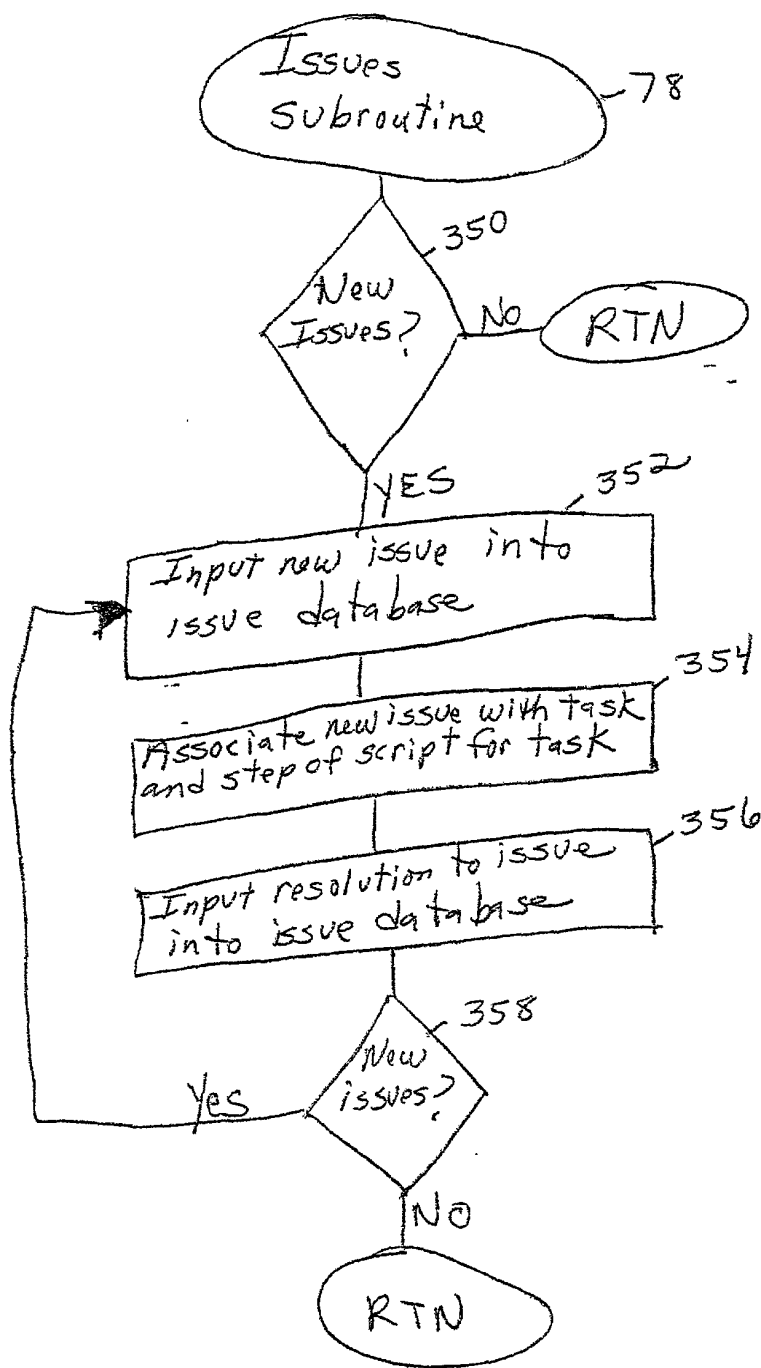 Issues
subroutine
78
350
New
Issues?
No
RTN
YES
352
Input new issue into
issue database
354
Associate new issue with task
and step of script for task
356
Input resolution to issue
into issue database
358
New
issues?
Yes
NO
RTN